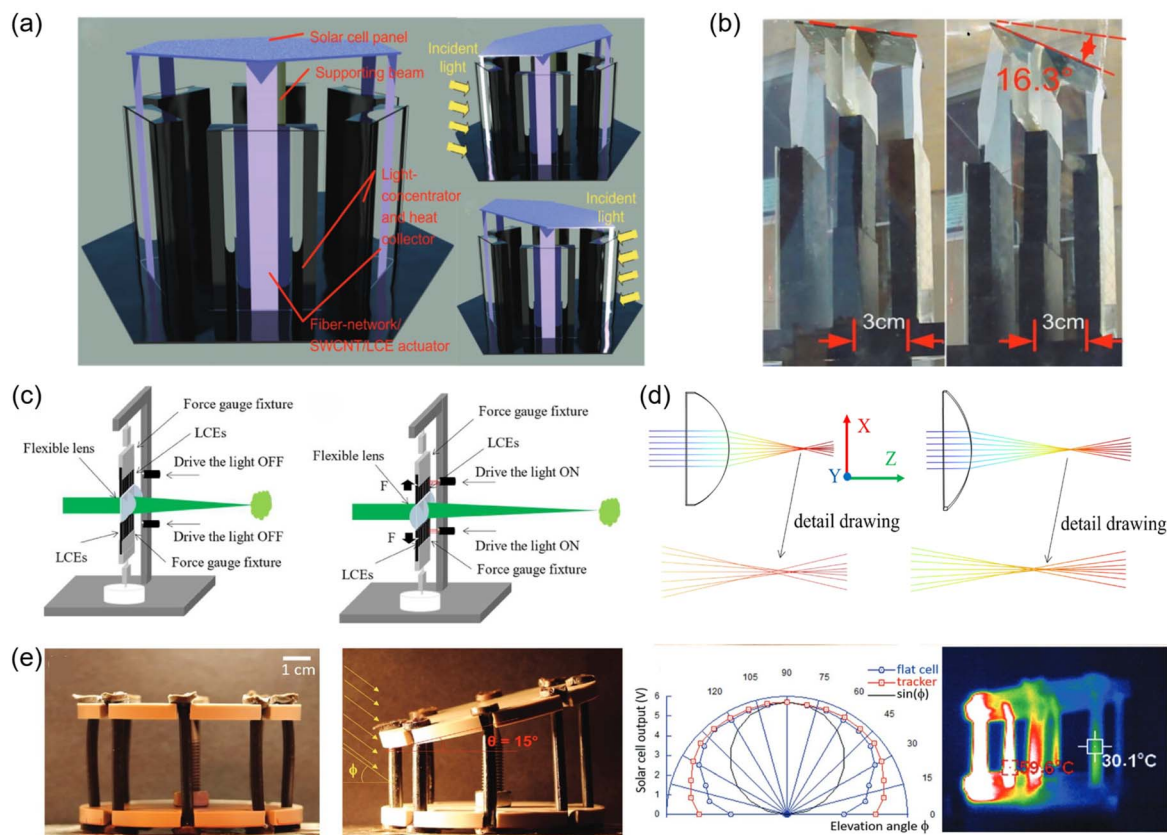 (a)
Solar cell panel
Supporting beam
Incident
light
Light-
concentrator
and heat
collector
Fiber-network/
SWCNT/LCE actuator
Incident
light
(b)
16.3°
3cm
3cm
(c)
Force gauge fixture
LCEs
Flexible lens
Drive the light OFF
Drive the light OFF
LCEs
Force gauge fixture
Force gauge fixture
LCEs
Flexible lens
F
Drive the light ON
F
Drive the light ON
LCEs
Force gauge fixture
(d)
X
Y
Z
detail drawing
detail drawing
(e)
1 cm
θ = 15°
ϕ
Solar cell output (V)
6
5
4
3
2
1
0
120
105
90
75
60
45
30
15
0
flat cell
tracker
sin(ϕ)
Elevation angle ϕ
59.6°C
30.1°C